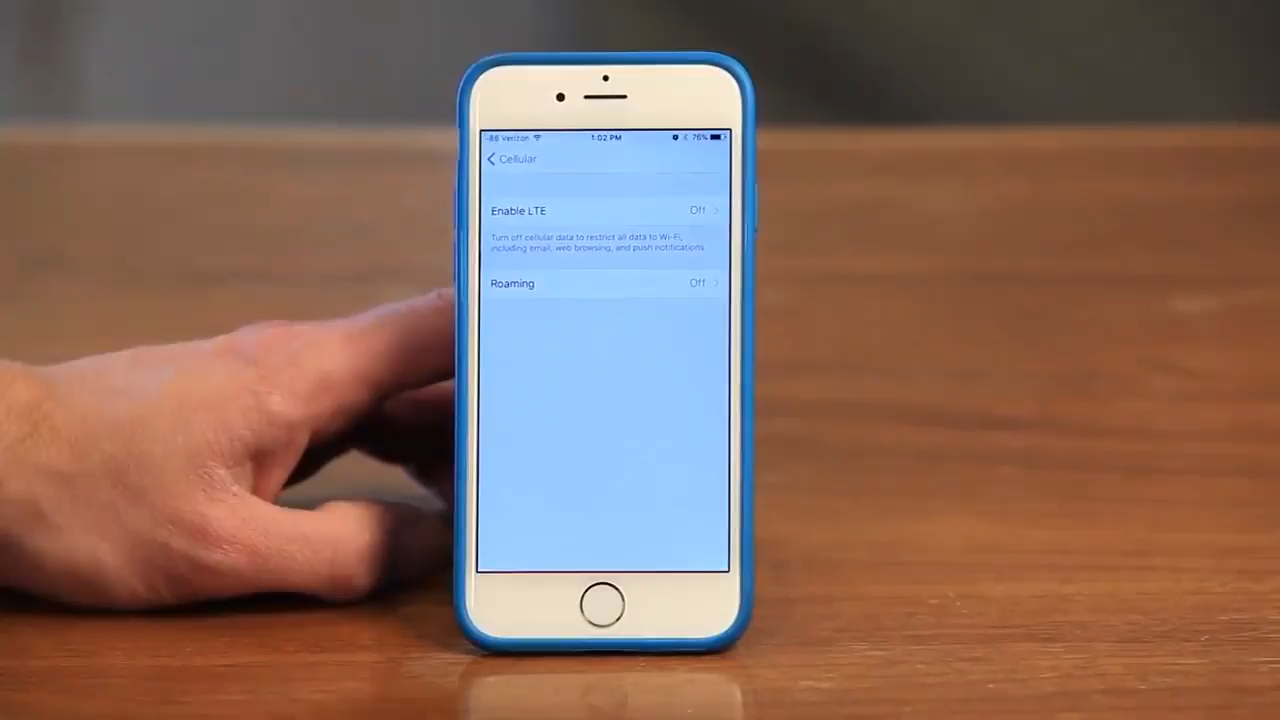 -86 Verizon 1:02 PM 76%
Cellular
Enable LTE Off
Turn off cellular data to restrict all data to Wi-Fi,
including email, web browsing, and push notifications
Roaming Off